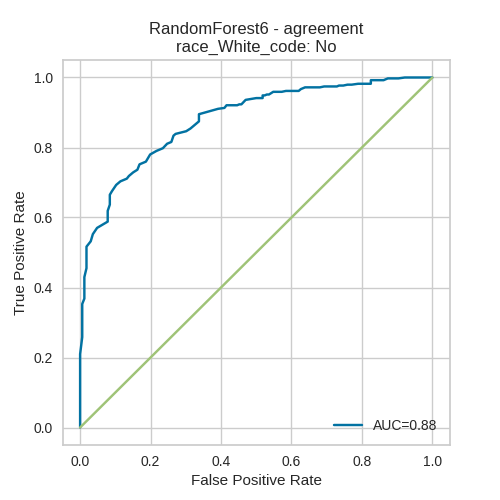 RandomForest6 - agreement
race_White_code: No
True Positive Rate
1.0
0.8
0.6
0.4
0.2
0.0
AUC=0.88
0.0 0.2 0.4 0.6 0.8 1.0
False Positive Rate